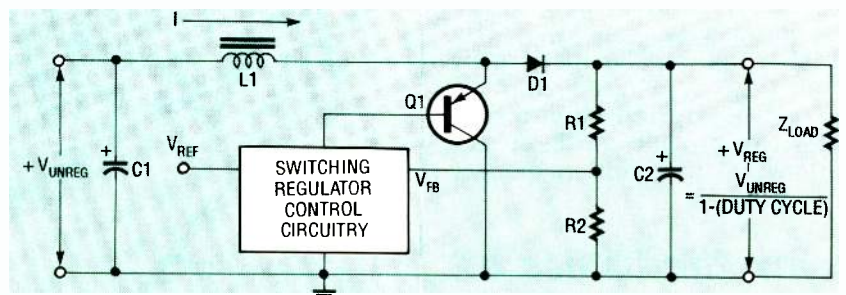 I
L1
D1
Q1
R1
Z_LOAD
V_REF
+ V_REG
+
C1
+ V_UNREG
SWITCHING
REGULATOR
CONTROL
CIRCUITRY
V_FB
+
C2
= V_UNREG
1-(DUTY CYCLE)
R2